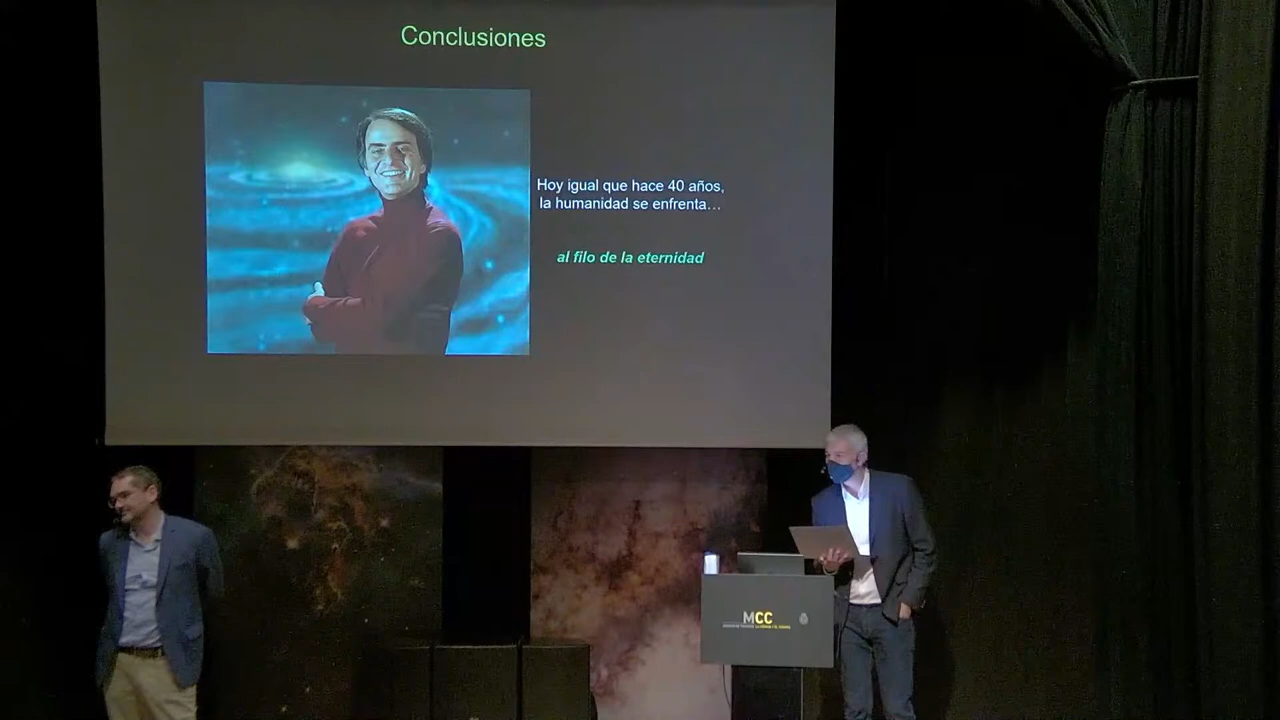 Conclusiones
Hoy igual que hace 40 años,
la humanidad se enfrenta…
al filo de la eternidad
MCC